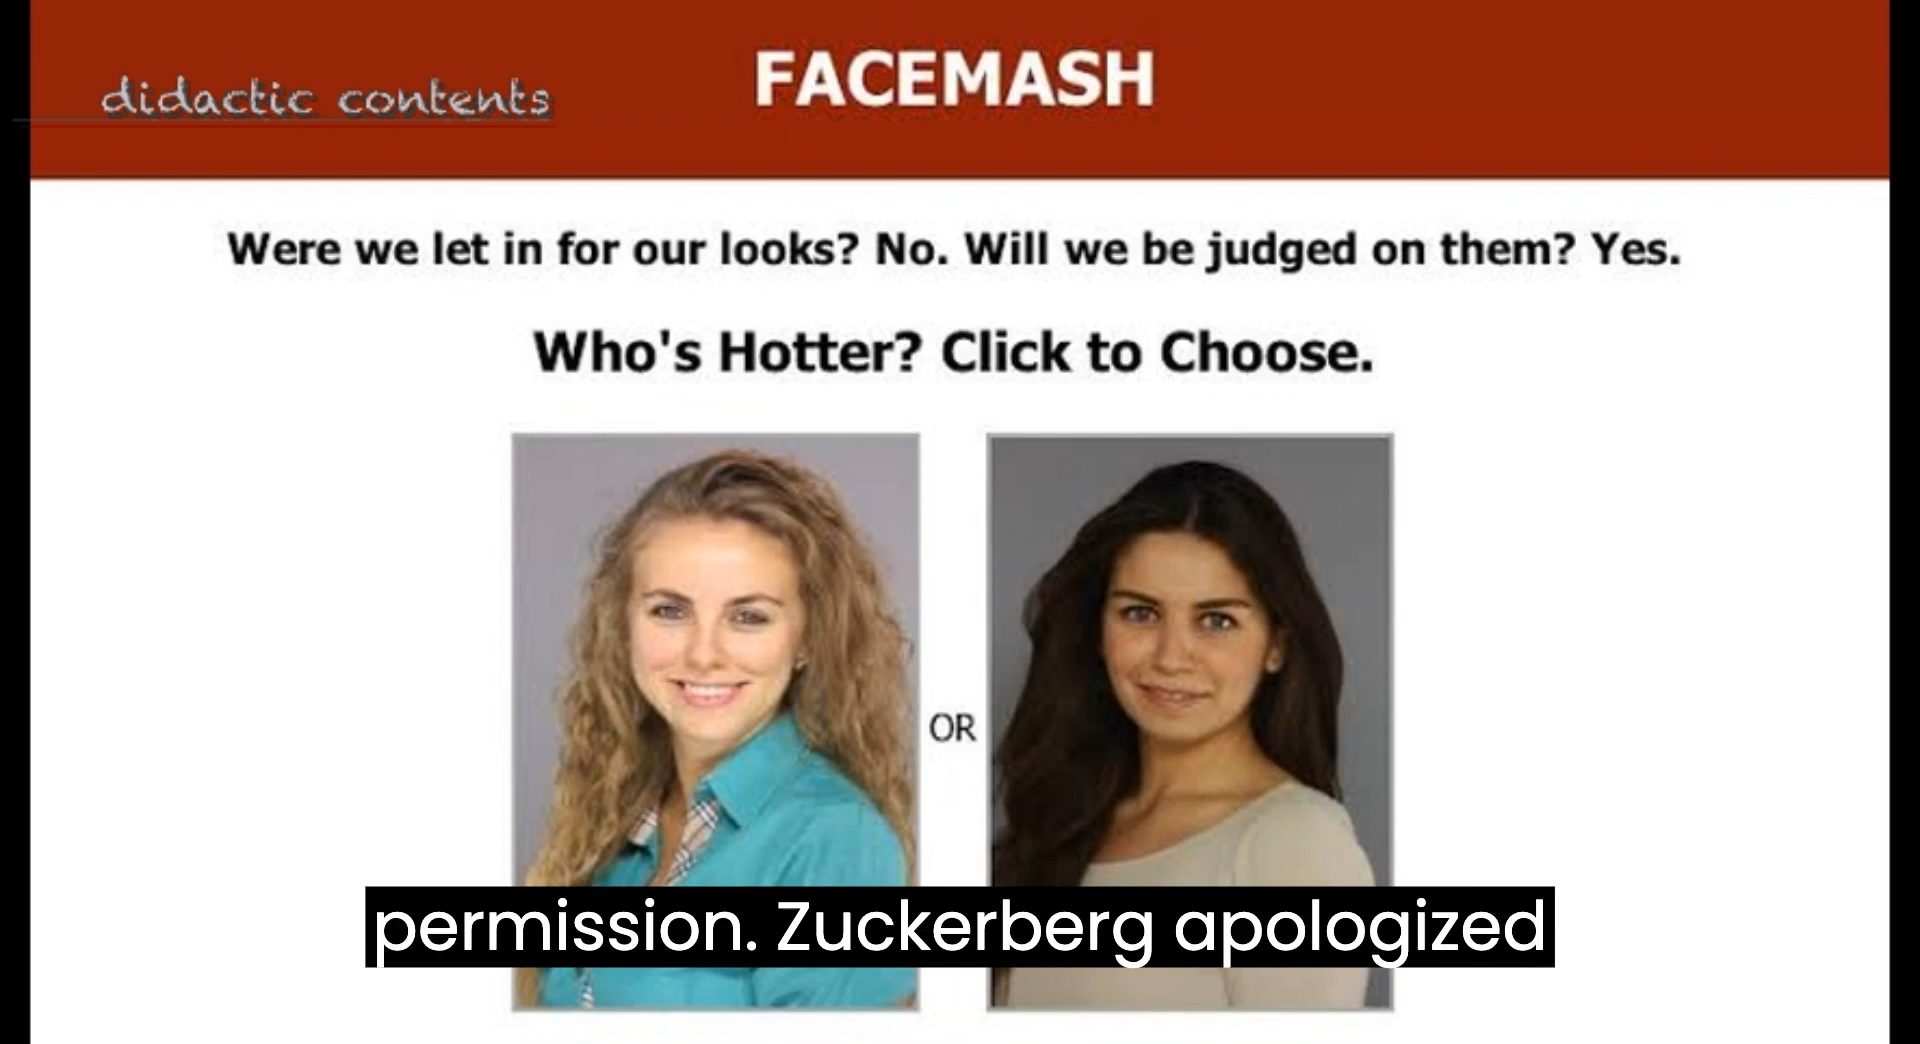 FACEMASH
didactic contents
Were we let in for our looks? No. Will we be judged on them? Yes.
Who's Hotter? Click to Choose.
OR
permission. Zuckerberg apologized